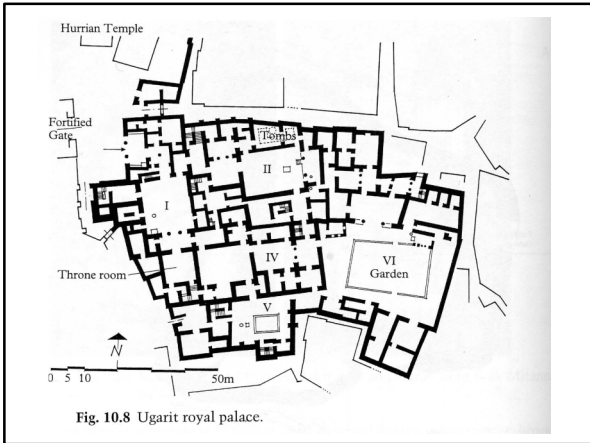 Hurrian Temple
Fortified
Gate
Tombs
II
I
Throne room
IV
VI
Garden
V
N
0 5 10 50m
Fig. 10.8 Ugarit royal palace.